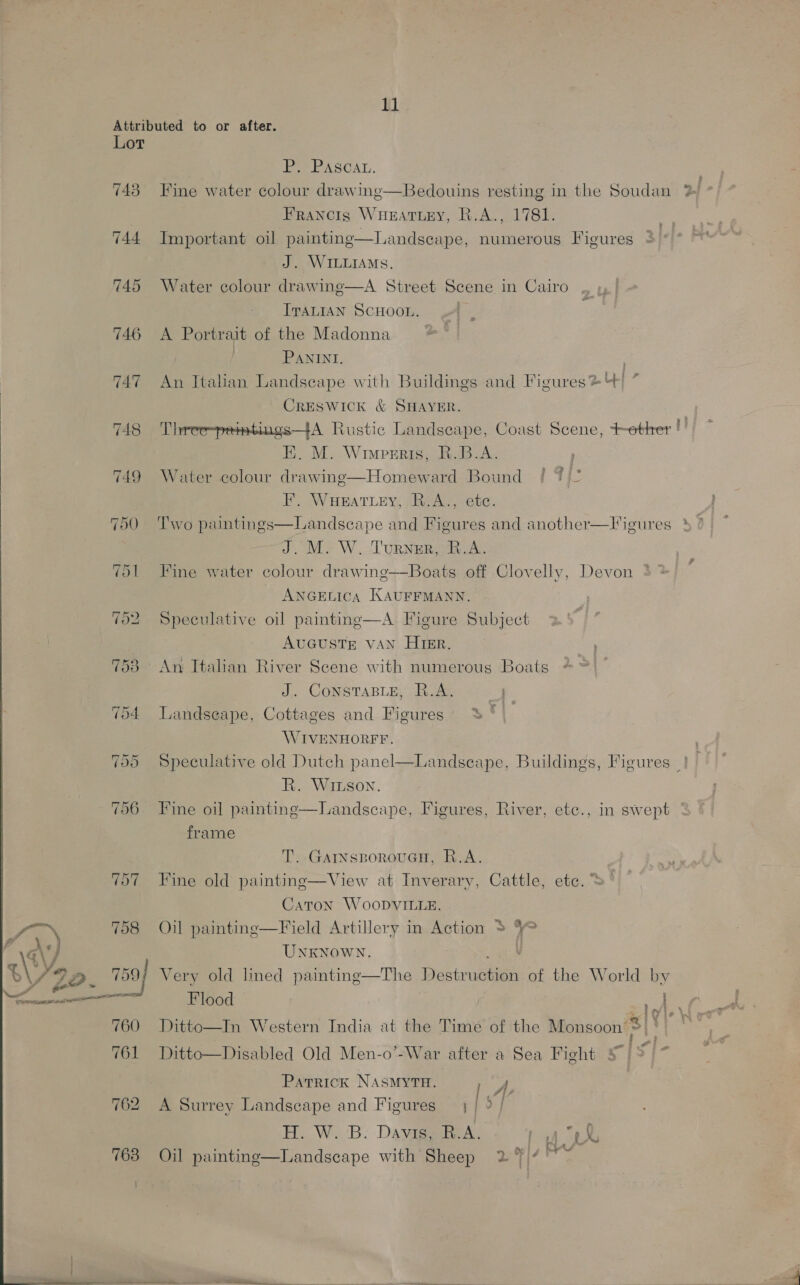 11
Attributed to or after.
Lot
P. Pascal.
743 Fine water colour drawing—Bedouins resting in the Soudan
Francis Wheatley, R.A., 1781.
744 Important oil painting—Landscape, numerous Figures
J. Williams.
745 Water colour drawing—A Street Scene in Cairo
Italian School.
746 A Portrait of the Madonna
Panini.
747 An Italian Landscape with Buildings and Figures
Creswick & Shayer.
748 Three paintings—A Rustic Landscape, Coast Scene, + other
E. M. Wimperis, R.B.A.
749 Water colour drawing—Homeward Bound
F. Wheatley, R.A., etc.
750 Two paintings—Landscape and Figures and another—Figures
J. M. W. Turner, R.A.
751 Fine water colour drawing—Boats off Clovelly, Devon
Angelica Kauffmann.
752 Speculative oil painting—A Figure Subject
Auguste van Hier.
753 An Italian River Scene with numerous Boats
J. Constable, R.A.
754 Landscape, Cottages and Figures
Wivenhorff.
755 Speculative old Dutch panel—Landscape, Buildings, Figures
R. Wilson.
756 Fine oil painting—Landscape, Figures, River, etc., in swept
frame
T. Gainsborough, R.A.
757 Fine old painting—View at Inverary, Cattle, etc.
Caton Woodville.
758 Oil painting—Field Artillery in Action
Unknown.
759 Very old lined painting—The Destruction of the World by
Flood
760 Ditto—In Western India at the Time of the Monsoon
761 Ditto—Disabled Old Men-o'-War after a Sea Fight
Patrick Nasmyth.
762 A Surrey Landscape and Figures
H. W. B. Davis, R.A.
763 Oil painting—Landscape with Sheep